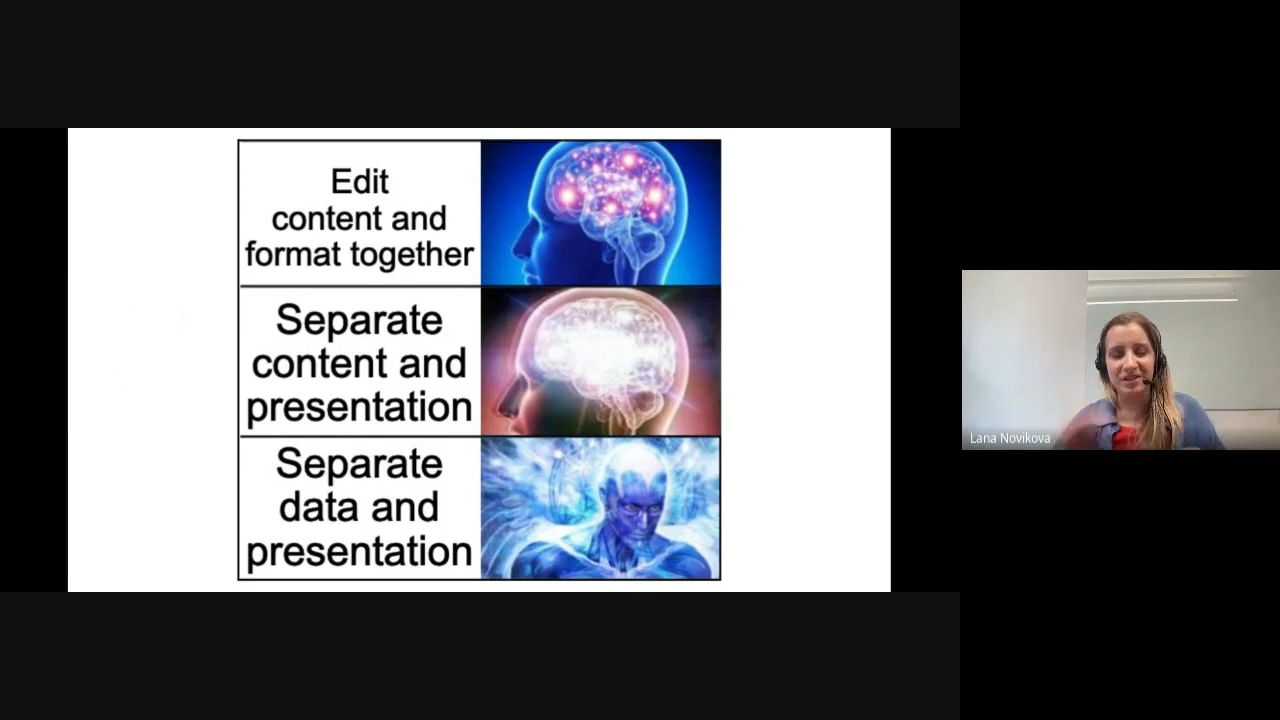 Edit
content and
format together
Separate
content and
presentation
Separate
data and
presentation
Lana Novikova